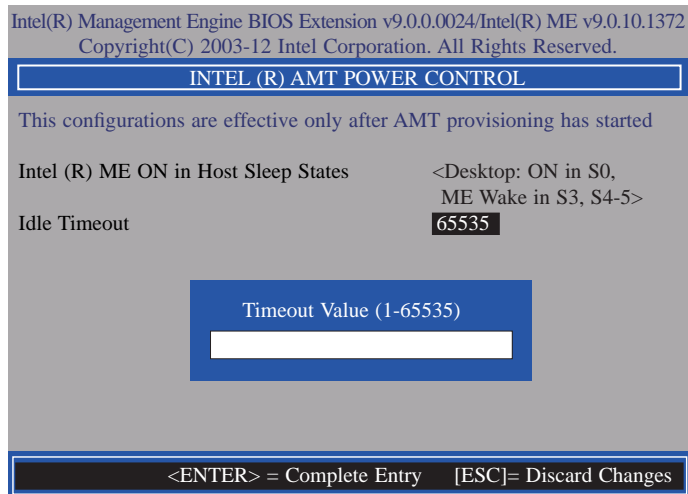 Intel(R) Management Engine BIOS Extension v9.0.0.0024/Intel(R) ME v9.0.10.1372
Copyright(C) 2003-12 Intel Corporation. All Rights Reserved.
INTEL (R) AMT POWER CONTROL
This configurations are effective only after AMT provisioning has started
Intel (R) ME ON in Host Sleep States <Desktop: ON in S0,
ME Wake in S3, S4-5>
Idle Timeout 65535
Timeout Value (1-65535)
<ENTER> = Complete Entry [ESC]= Discard Changes